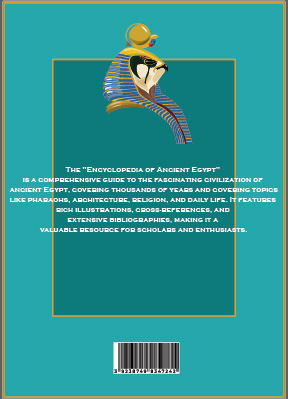 The "Encyclopedia of Ancient Egypt"
is a comprehensive guide to the fascinating civilization of
ancient Egypt, covering thousands of years and covering topics
like pharaohs, architecture, religion, and daily life. It features
rich illustrations, cross-references, and
extensive bibliographies, making it a
valuable resource for scholars and enthusiasts.